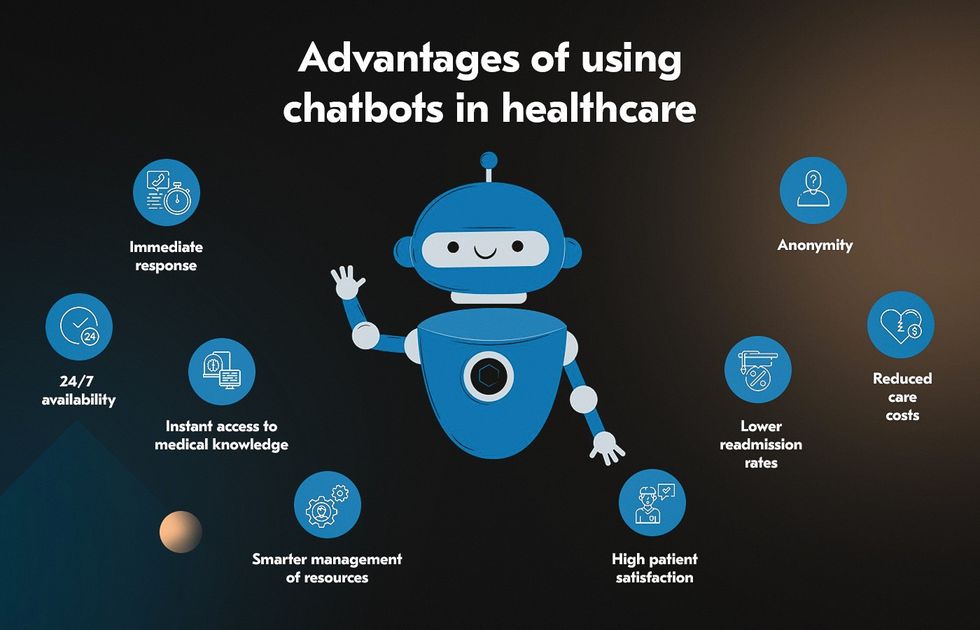 Advantages of using
chatbots in healthcare
Immediate
response
Anonymity
24/7
availability
24
Instant access to
medical knowledge
Lower
readmission
rates
Reduced
care
costs
$
Smarter management
of resources
High patient
satisfaction